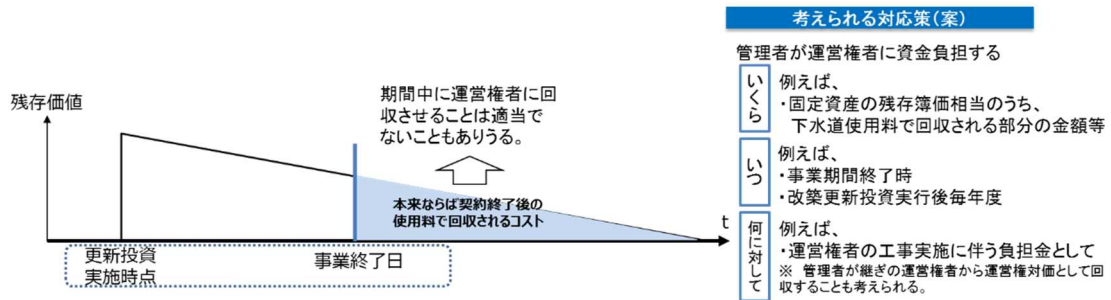 考えられる対応策(案)
管理者が運営権者に資金負担する
いくら
例えば、
・固定資産の残存簿価相当のうち、
下水道使用料で回収される部分の金額等
いつ
例えば、
・事業期間終了時
・改築更新投資実行後毎年度
何に対して
例えば、
・運営権者の工事実施に伴う負担金として
※ 管理者が継ぎの運営権者から運営権対価として回
収することも考えられる。
残存価値
期間中に運営権者に回
収させることは適当で
ないこともありうる。
本来ならば契約終了後の
使用料で回収されるコスト
t
更新投資
実施時点
事業終了日